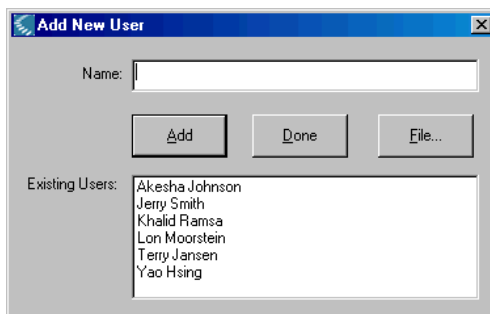 Add New User
Name:
Add Done File...
Existing Users:
Akesha Johnson
Jerry Smith
Khalid Ramsa
Lon Moorstein
Terry Jansen
Yao Hsing